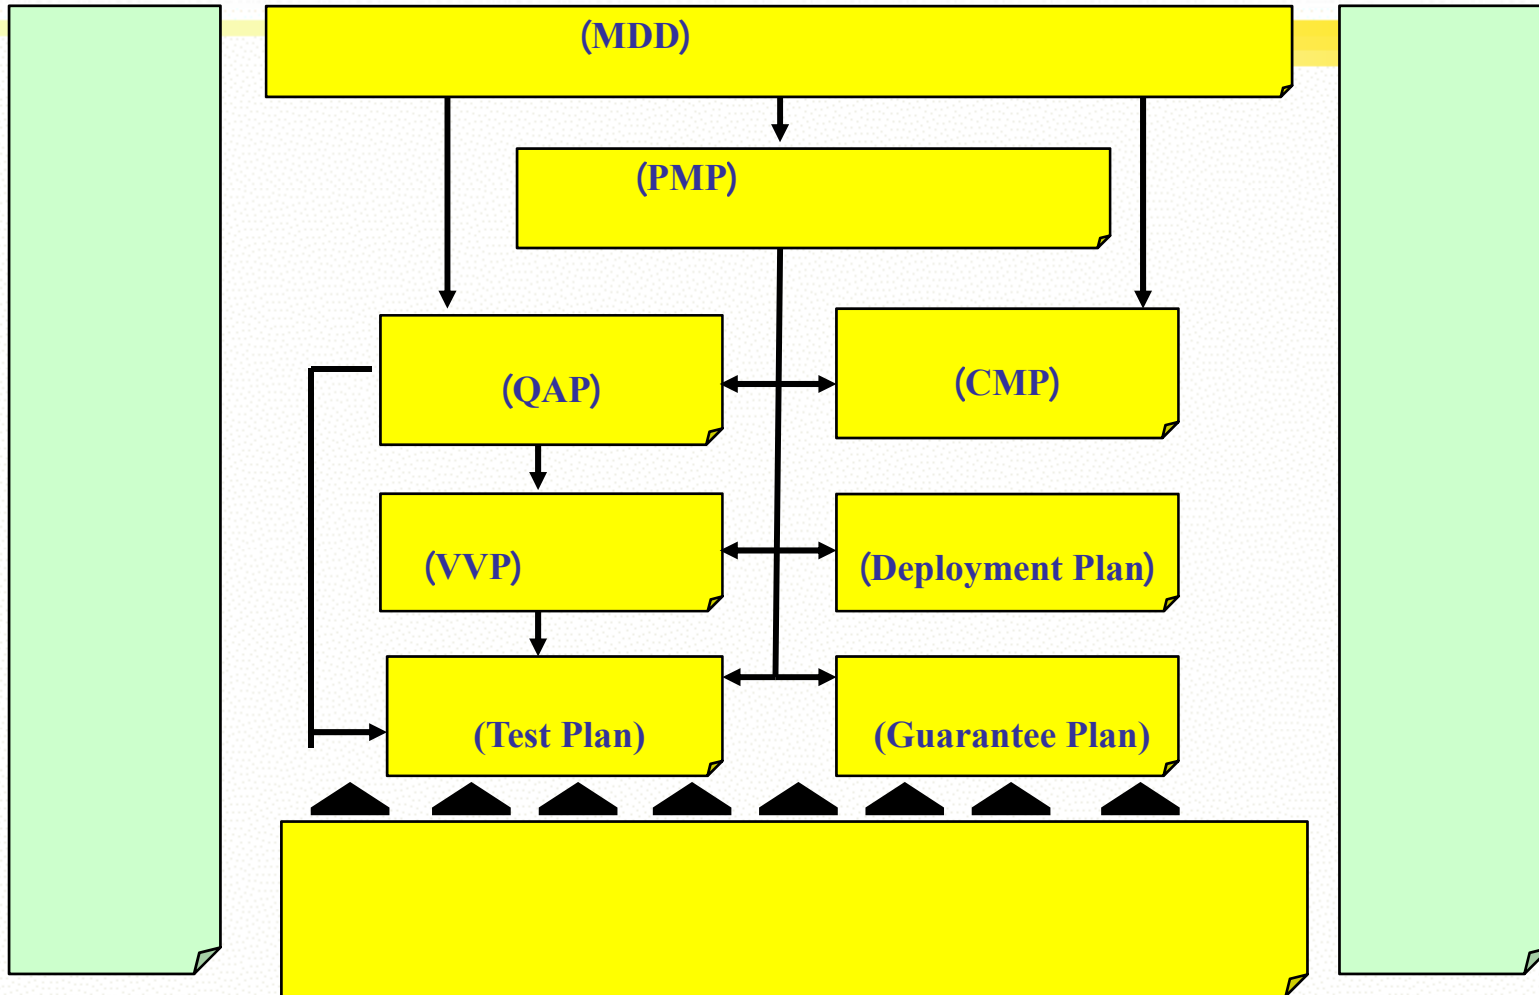 (MDD)
(PMP)
(QAP)
(CMP)
(VVP)
(Deployment Plan)
(Test Plan)
(Guarantee Plan)